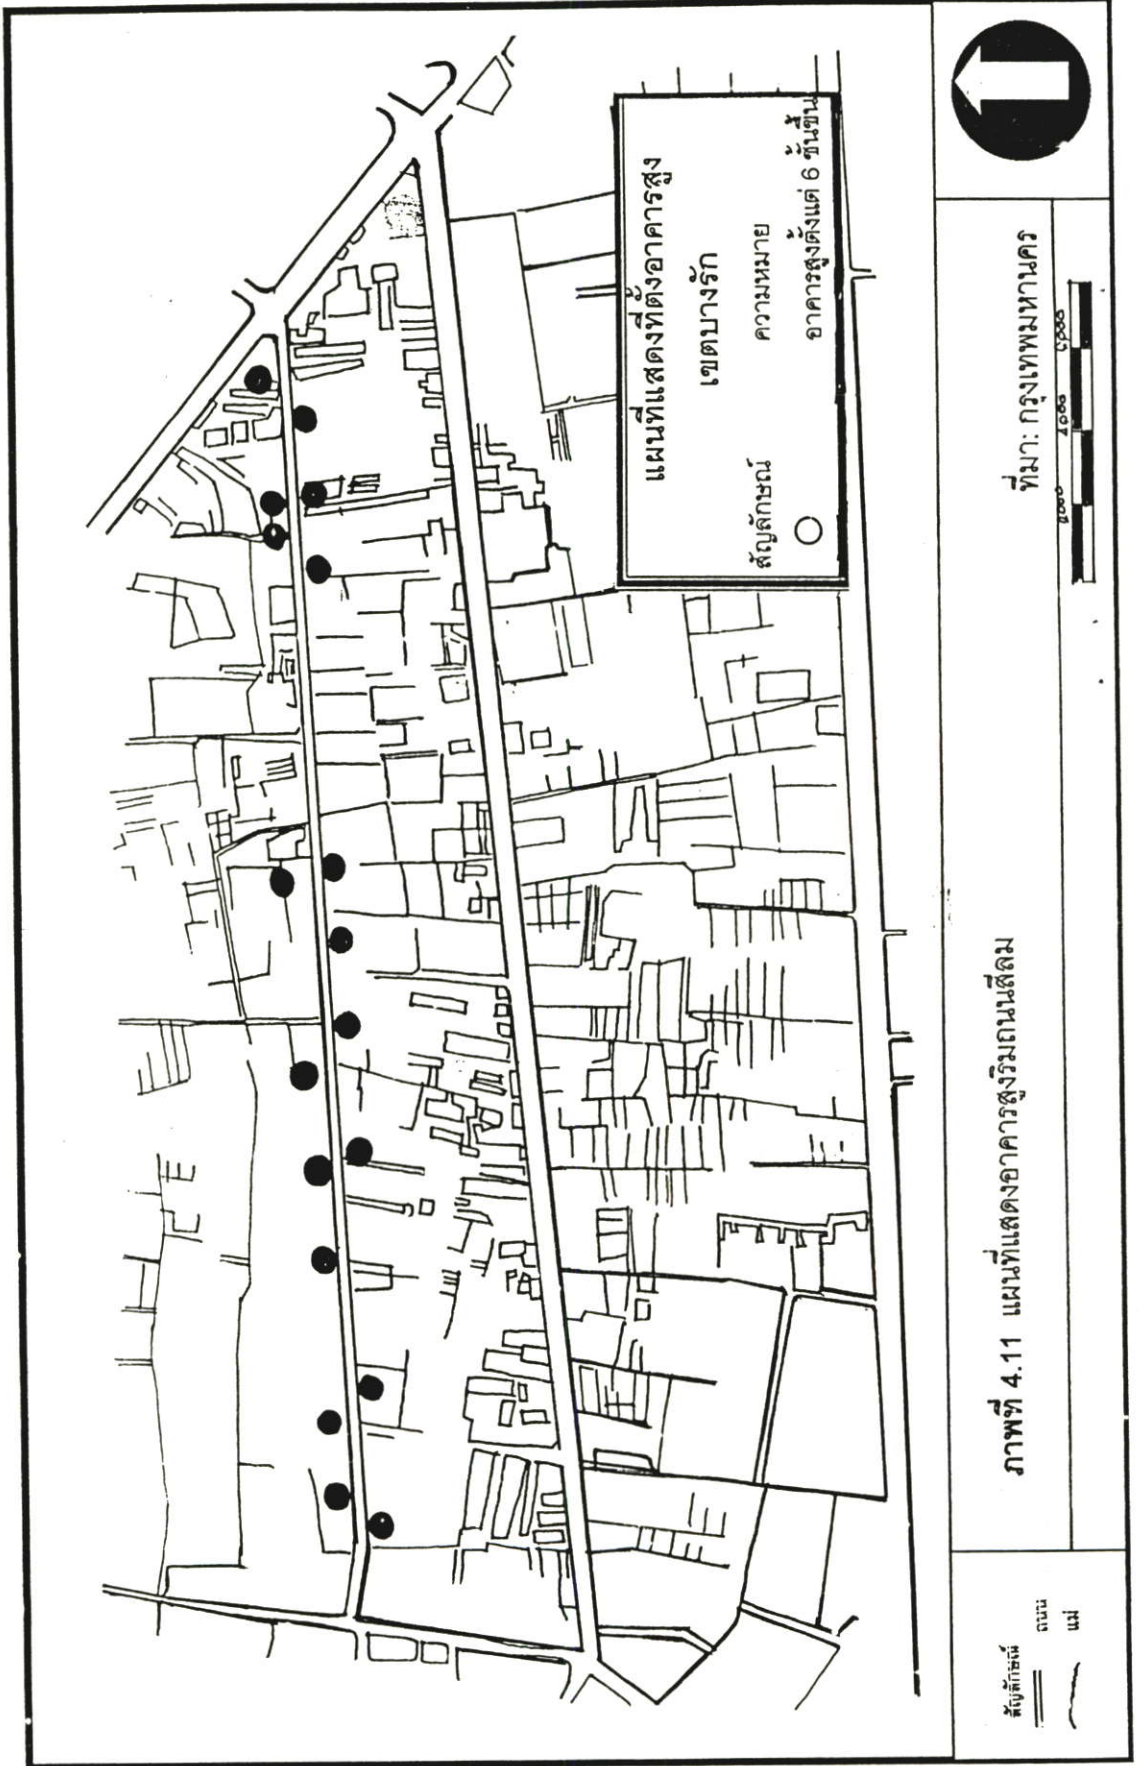 แผนที่แสดงที่ตั้งอาคารสูง
เขตบางรัก
สัญลักษณ์ ความหมาย
อาคารสูงตั้งแต่ 6 ชั้นขึ้น
ที่มา: กรุงเทพมหานคร
2000 4000 6000
ภาพที่ 4.11 แผนที่แสดงอาคารสูงริมถนนสีลม
สัญลักษณ์
ถนน
แม่